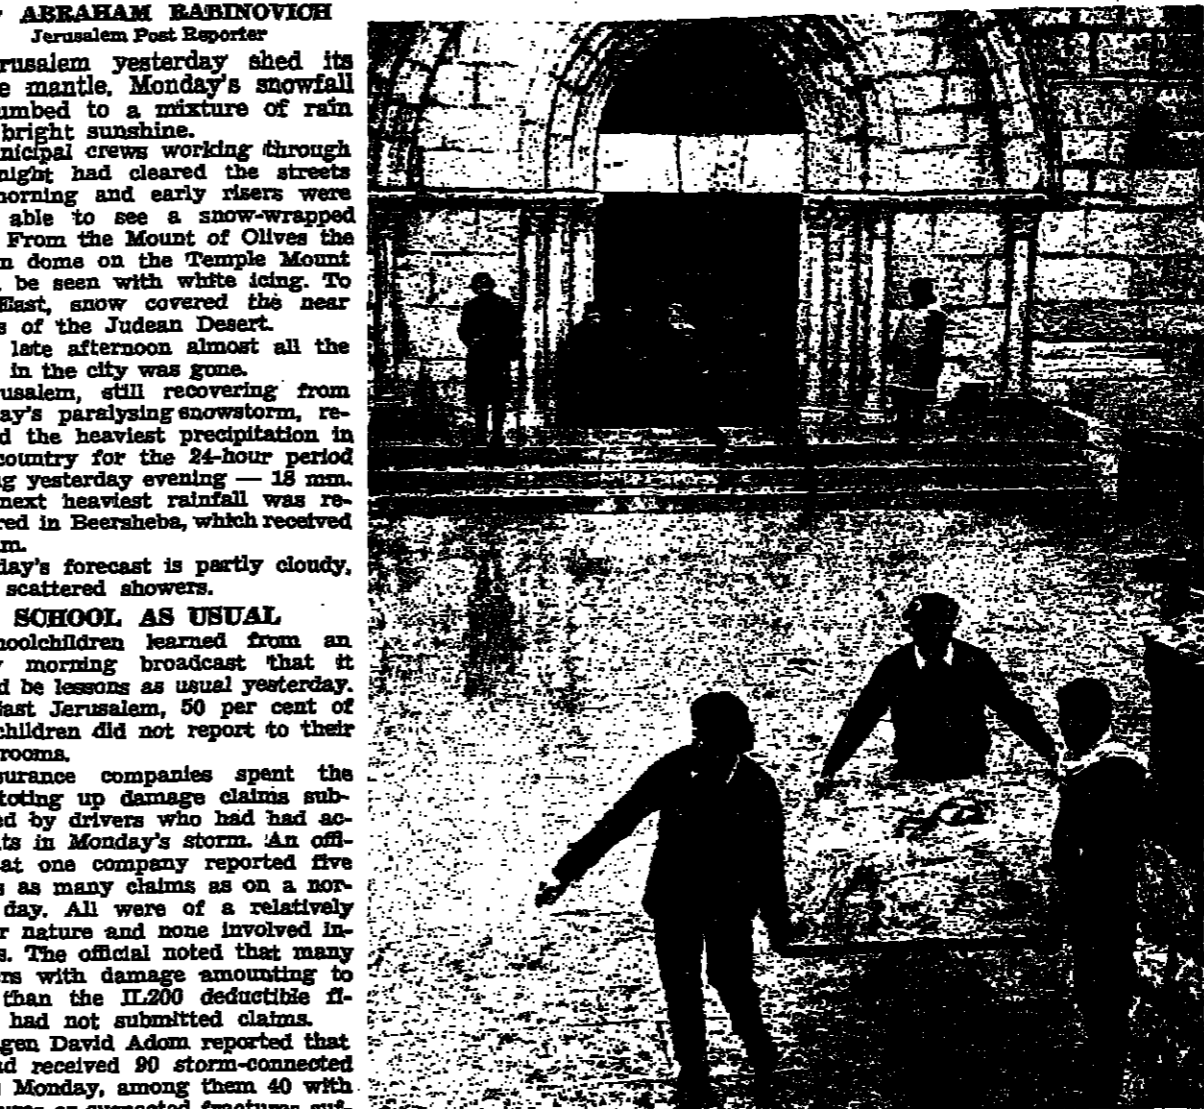 ABRAHAM RABINOVICH
Jerusalem Post Reporter
rusalem yesterday shed its
e mantle. Monday's snowfall
umbed to a mixture of rain
bright sunshine.
nicipal crews working through
night had cleared the streets
norning and early risers were
able to see a snow-wrapped
From the Mount of Olives the
n dome on the Temple Mount
be seen with white icing. To
East, snow covered the near
s of the Judean Desert.
late afternoon almost all the
in the city was gone.
rusalem, still recovering from
ay's paralysing snowstorm, re-
d the heaviest precipitation in
country for the 24-hour period
ng yesterday evening — 18 mm.
next heaviest rainfall was re-
red in Beersheba, which received
m.
day's forecast is partly cloudy,
scattered showers.
SCHOOL AS USUAL
hoolchildren learned from an
y morning broadcast that it
d be lessons as usual yesterday.
East Jerusalem, 50 per cent of
children did not report to their
rooms.
surance companies spent the
toting up damage claims sub-
ed by drivers who had had ac-
ts in Monday's storm. An offi-
at one company reported five
s as many claims as on a nor-
day. All were of a relatively
r nature and none involved in-
s. The official noted that many
rs with damage amounting to
than the IL200 deductible fi-
had not submitted claims.
gen David Adom reported that
ad received 90 storm-connected
Monday, among them 40 with
ures or suspected fractures suf-